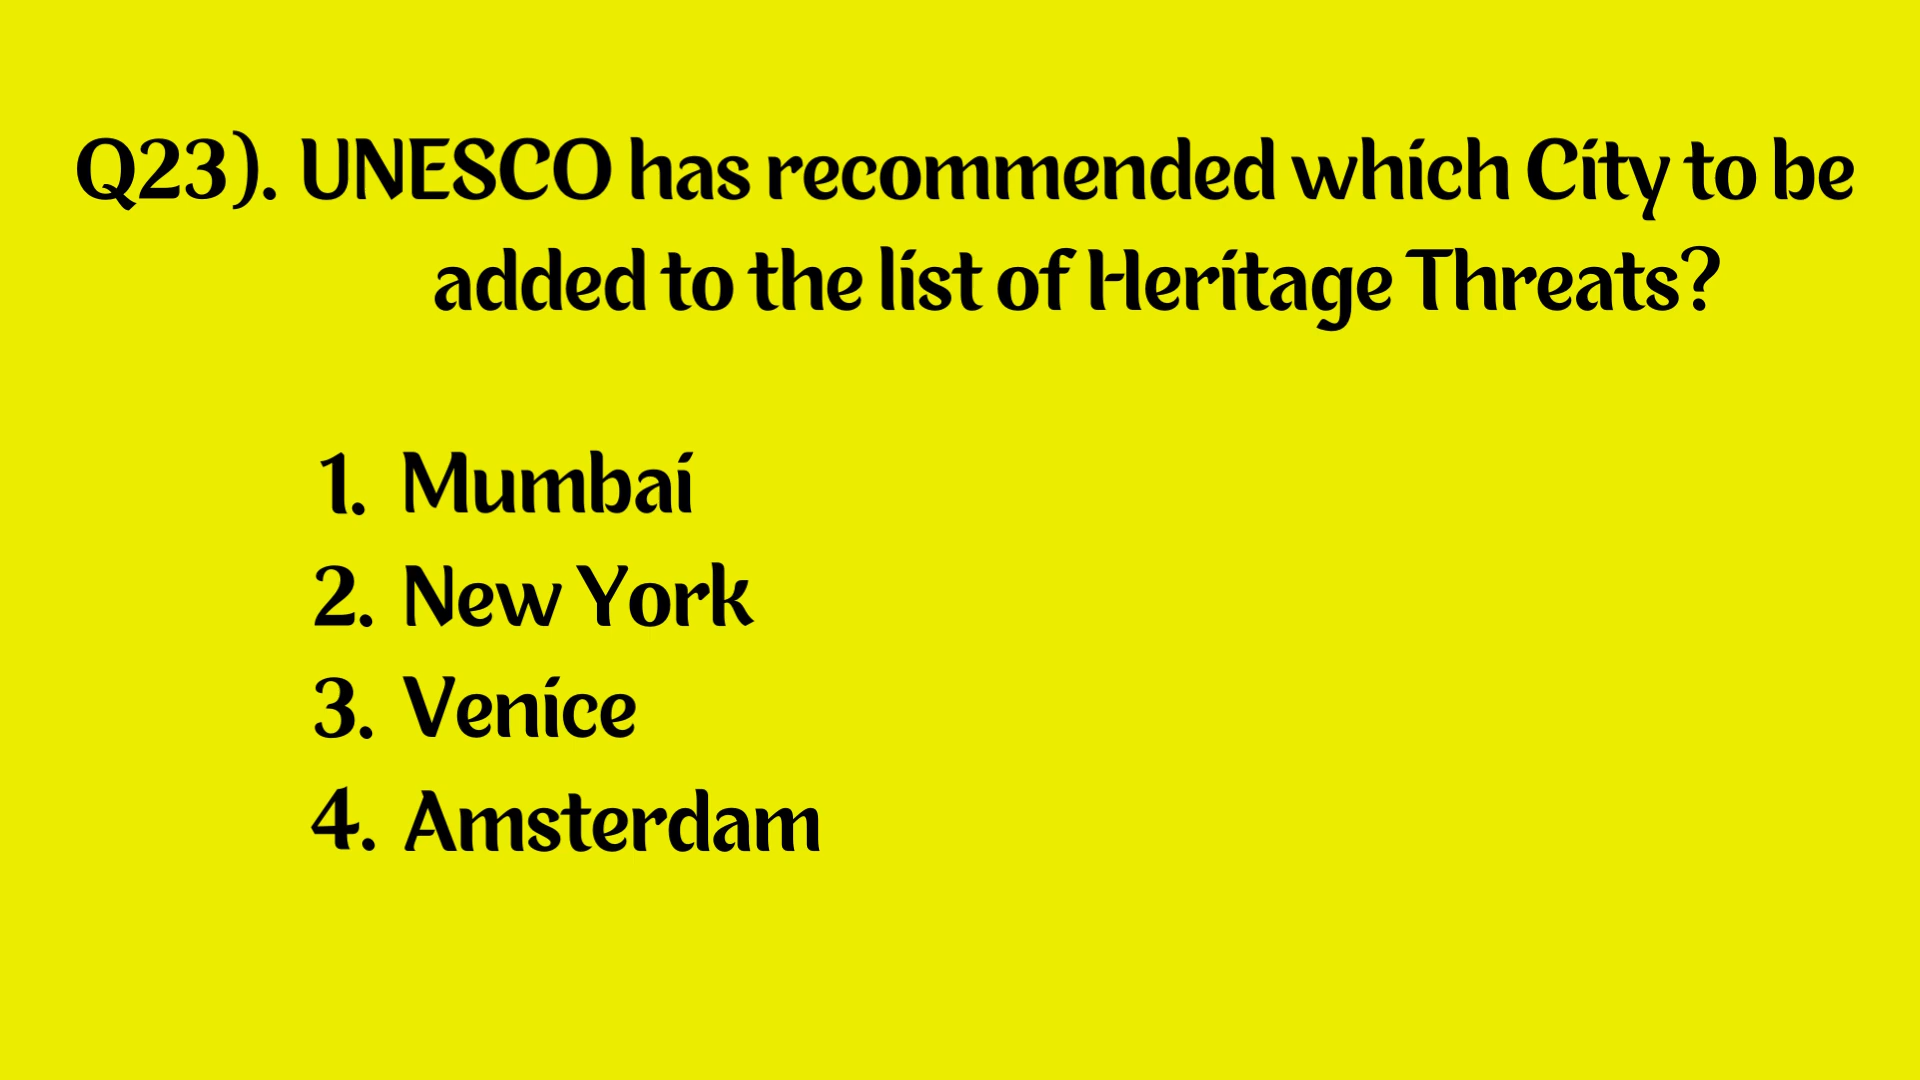 Q23). UNESCO has recommended which City to be
added to the list of Heritage Threats?
1. Mumbai
2. New York
3. Venice
4. Amsterdam